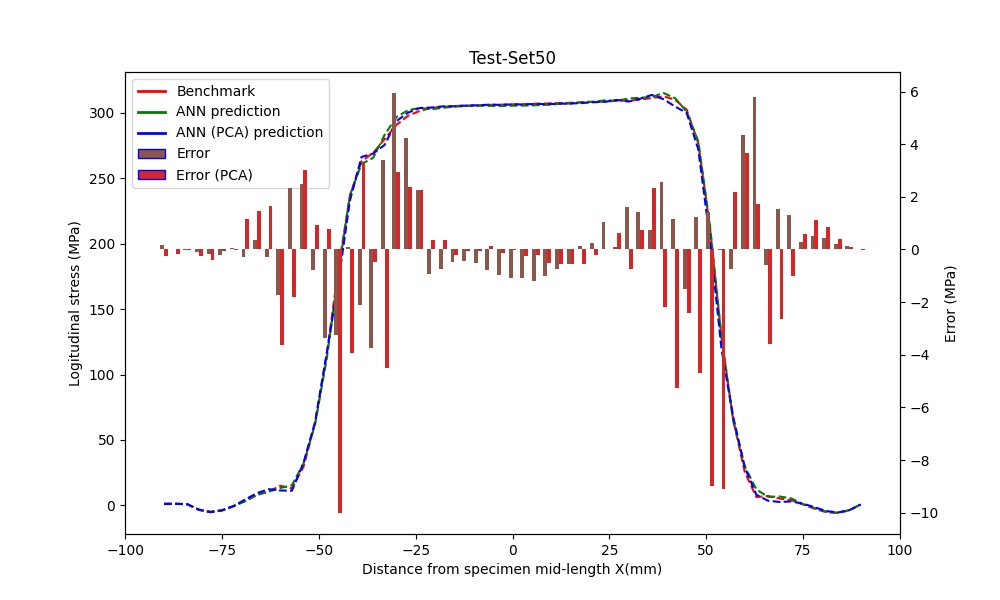 Test-Set50
Benchmark
ANN prediction
ANN (PCA) prediction
Error
Error (PCA)
Logitudinal stress (MPa)
300
250
200
150
100
50
0
6
4
2
0
−2
−4
−6
−8
−10
Error (MPa)
−100 −75 −50 −25 0 25 50 75 100
Distance from specimen mid-length X(mm)